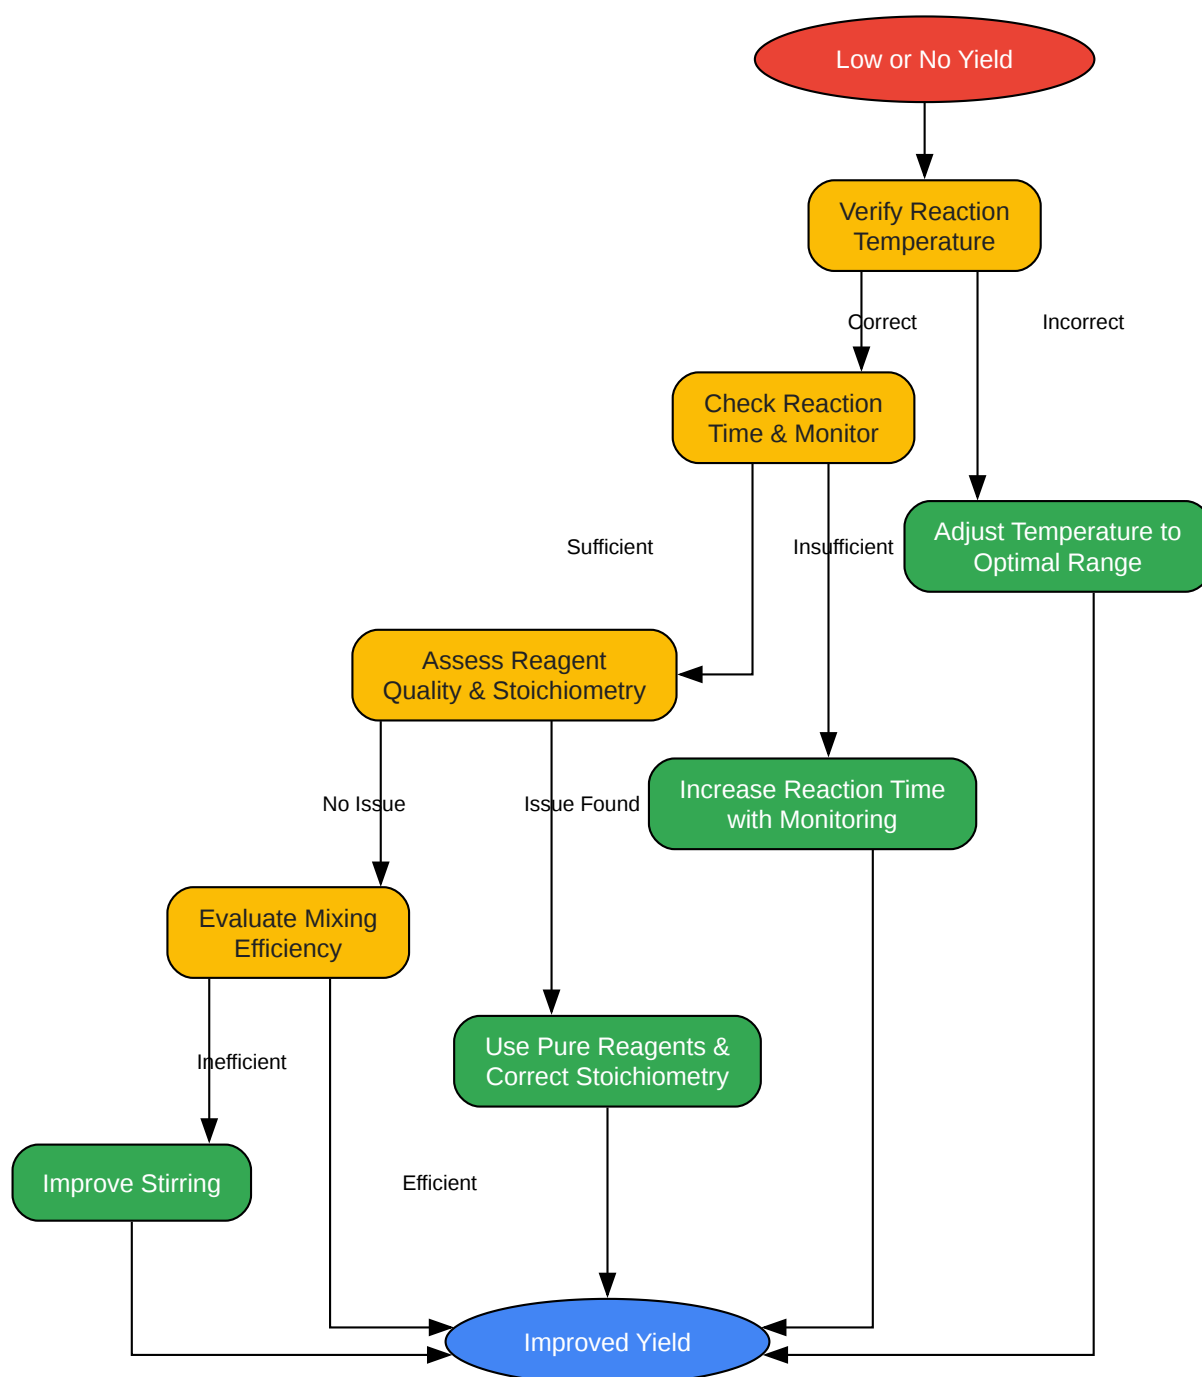 Low or No Yield
Verify Reaction
Temperature
Correct
Incorrect
Check Reaction
Time & Monitor
Adjust Temperature to
Optimal Range
Sufficient
Insufficient
Assess Reagent
Quality & Stoichiometry
Increase Reaction Time
with Monitoring
No Issue
Issue Found
Evaluate Mixing
Efficiency
Use Pure Reagents &
Correct Stoichiometry
Inefficient
Improve Stirring
Efficient
Improved Yield